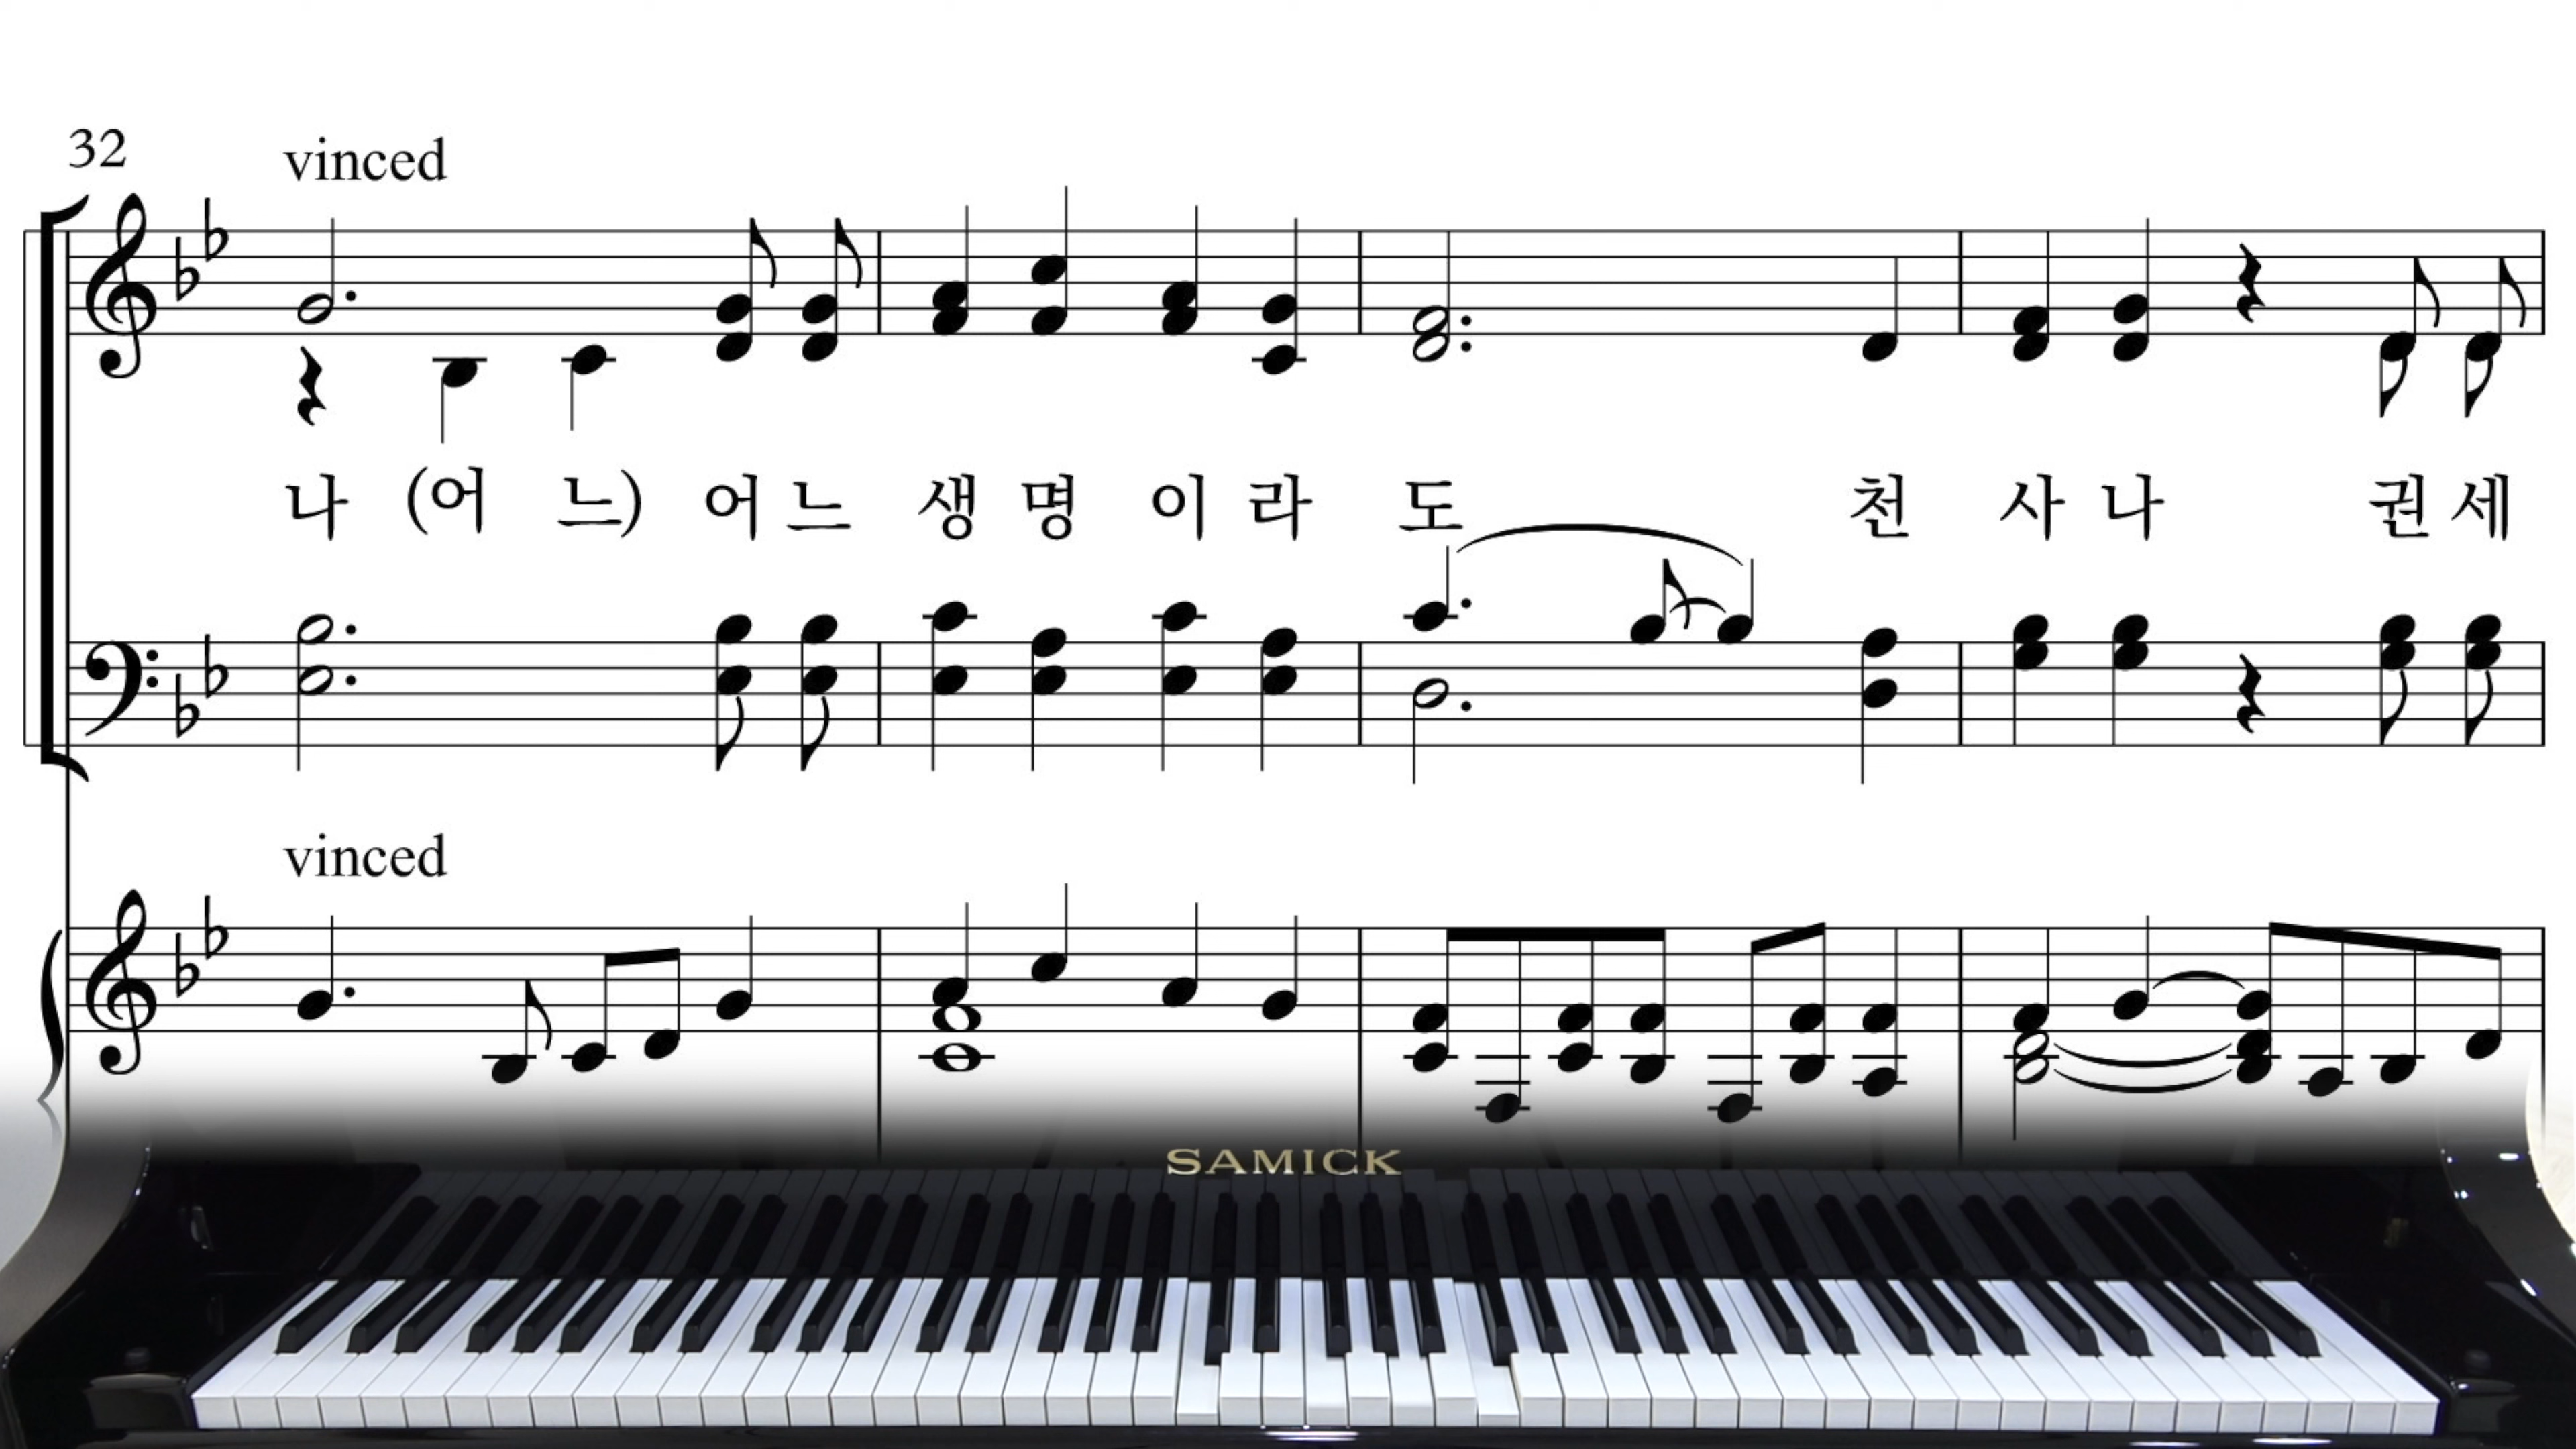 32
vinced
나 (어 느) 어 느 생 명 이 라 도 천 사 나 권 세
vinced
SAMICK